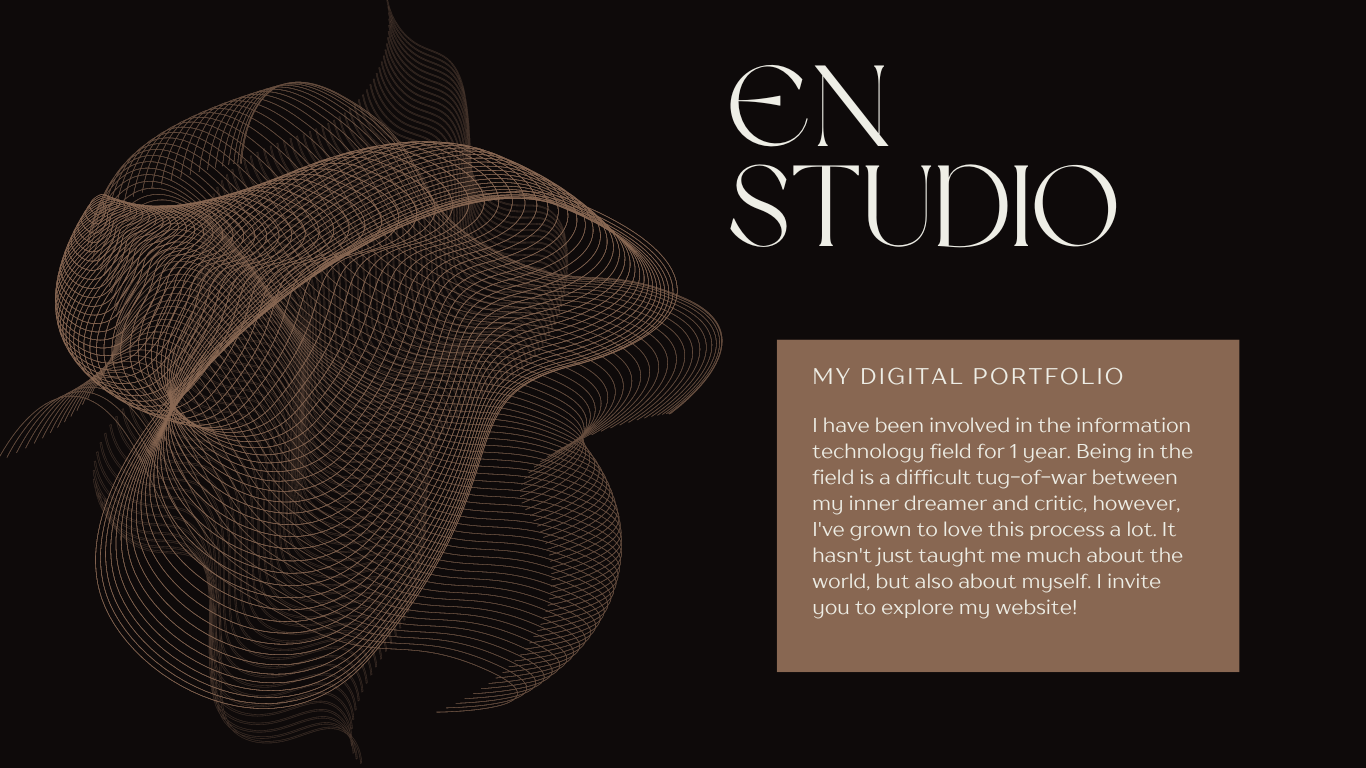 EN
STUDIO
MY DIGITAL PORTFOLIO
I have been involved in the information
technology field for 1 year. Being in the
field is a difficult tug-of-war between
my inner dreamer and critic, however,
I've grown to love this process a lot. It
hasn't just taught me much about the
world, but also about myself. I invite
you to explore my website!